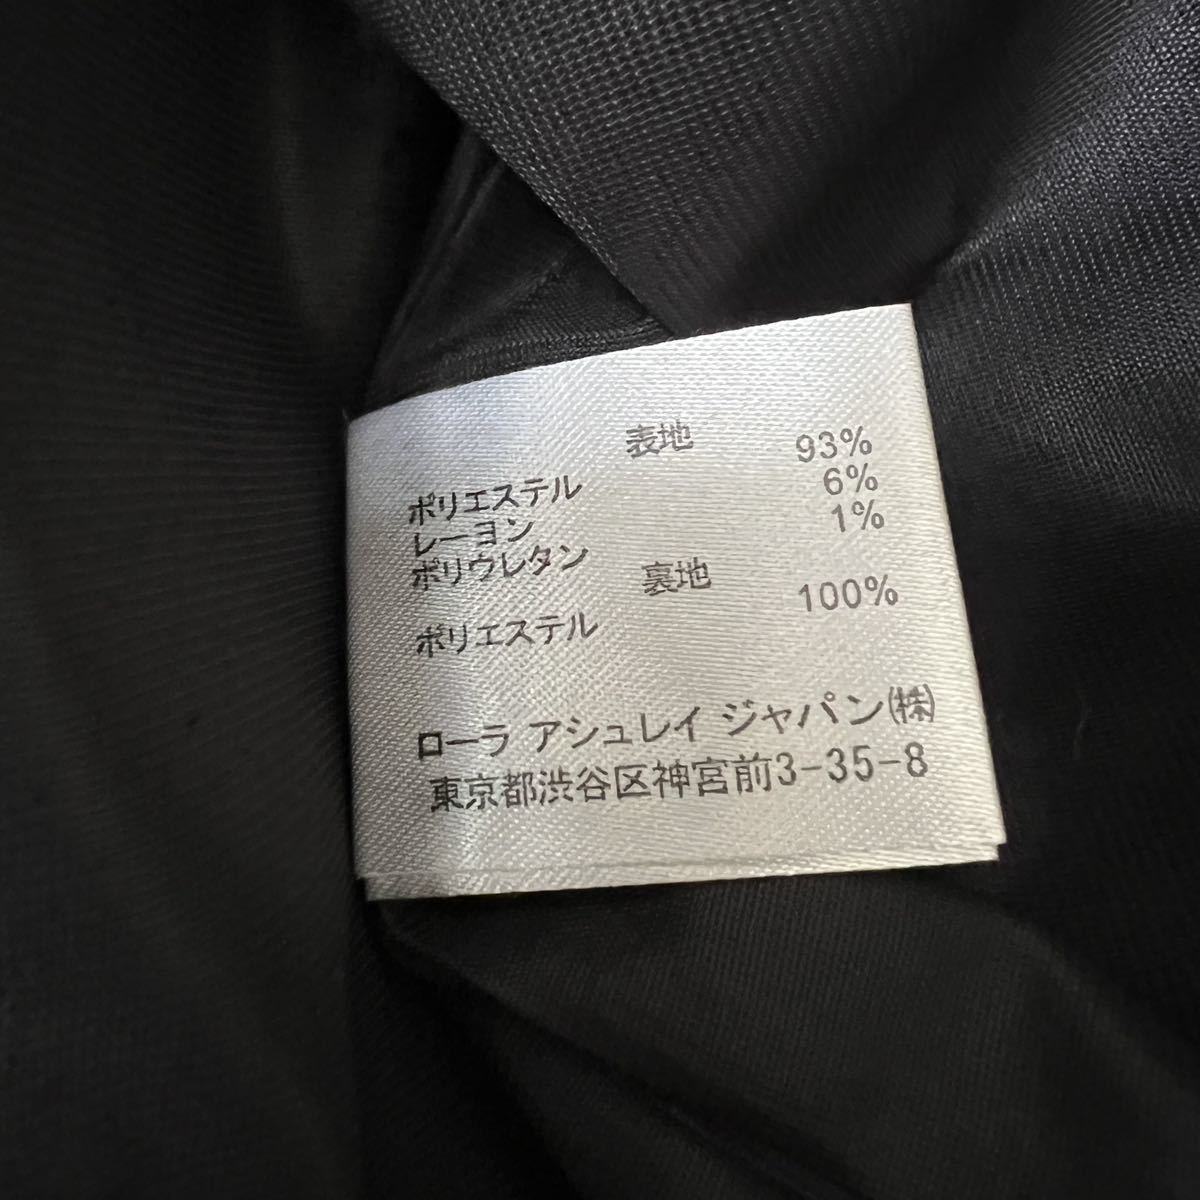 表地
ポリエステル 93%
レーヨン 6%
ポリウレタン 1%
裏地
ポリエステル 100%
ローラ アシュレイ ジャパン㈱
東京都渋谷区神宮前3-35-8